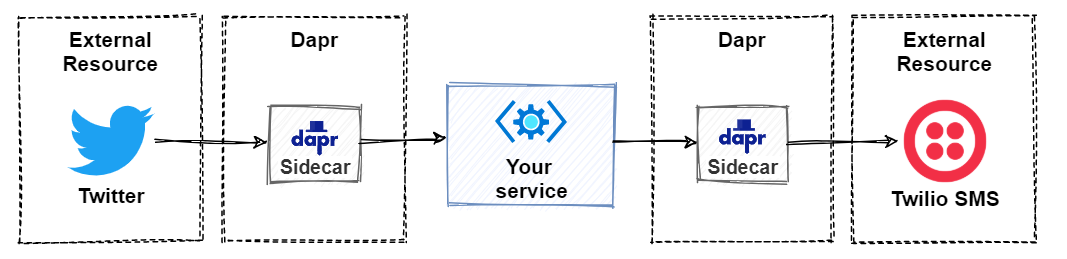 External
Resource
Twitter
Dapr
dapr
Sidecar
Your
service
Dapr
dapr
Sidecar
External
Resource
Twilio SMS